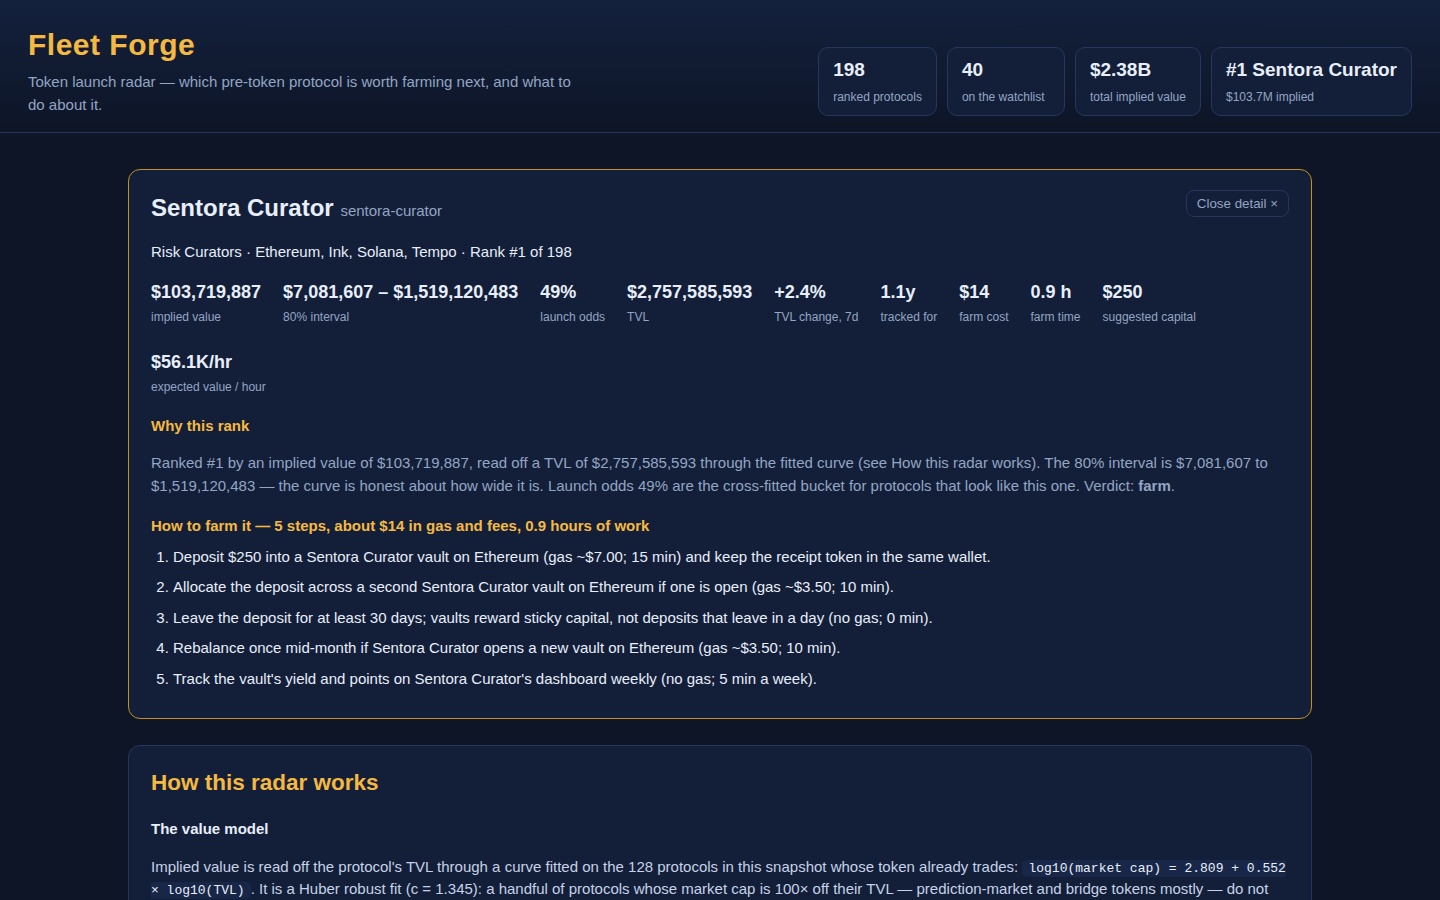 Fleet Forge
Token launch radar — which pre-token protocol is worth farming next, and what to
do about it.
198
ranked protocols
40
on the watchlist
$2.38B
total implied value
#1 Sentora Curator
$103.7M implied
Sentora Curator sentora-curator
Close detail ×
Risk Curators · Ethereum, Ink, Solana, Tempo · Rank #1 of 198
$103,719,887
implied value
$7,081,607 – $1,519,120,483
80% interval
49%
launch odds
$2,757,585,593
TVL
+2.4%
TVL change, 7d
1.1y
tracked for
$14
farm cost
0.9 h
farm time
$250
suggested capital
$56.1K/hr
expected value / hour
Why this rank
Ranked #1 by an implied value of $103,719,887, read off a TVL of $2,757,585,593 through the fitted curve (see How this radar works). The 80% interval is $7,081,607 to
$1,519,120,483 — the curve is honest about how wide it is. Launch odds 49% are the cross-fitted bucket for protocols that look like this one. Verdict: farm.
How to farm it — 5 steps, about $14 in gas and fees, 0.9 hours of work
1. Deposit $250 into a Sentora Curator vault on Ethereum (gas ~$7.00; 15 min) and keep the receipt token in the same wallet.
2. Allocate the deposit across a second Sentora Curator vault on Ethereum if one is open (gas ~$3.50; 10 min).
3. Leave the deposit for at least 30 days; vaults reward sticky capital, not deposits that leave in a day (no gas; 0 min).
4. Rebalance once mid-month if Sentora Curator opens a new vault on Ethereum (gas ~$3.50; 10 min).
5. Track the vault's yield and points on Sentora Curator's dashboard weekly (no gas; 5 min a week).
How this radar works
The value model
Implied value is read off the protocol's TVL through a curve fitted on the 128 protocols in this snapshot whose token already trades: log10(market cap) = 2.809 + 0.552
× log10(TVL). It is a Huber robust fit (c = 1.345): a handful of protocols whose market cap is 100× off their TVL — prediction-market and bridge tokens mostly — do not